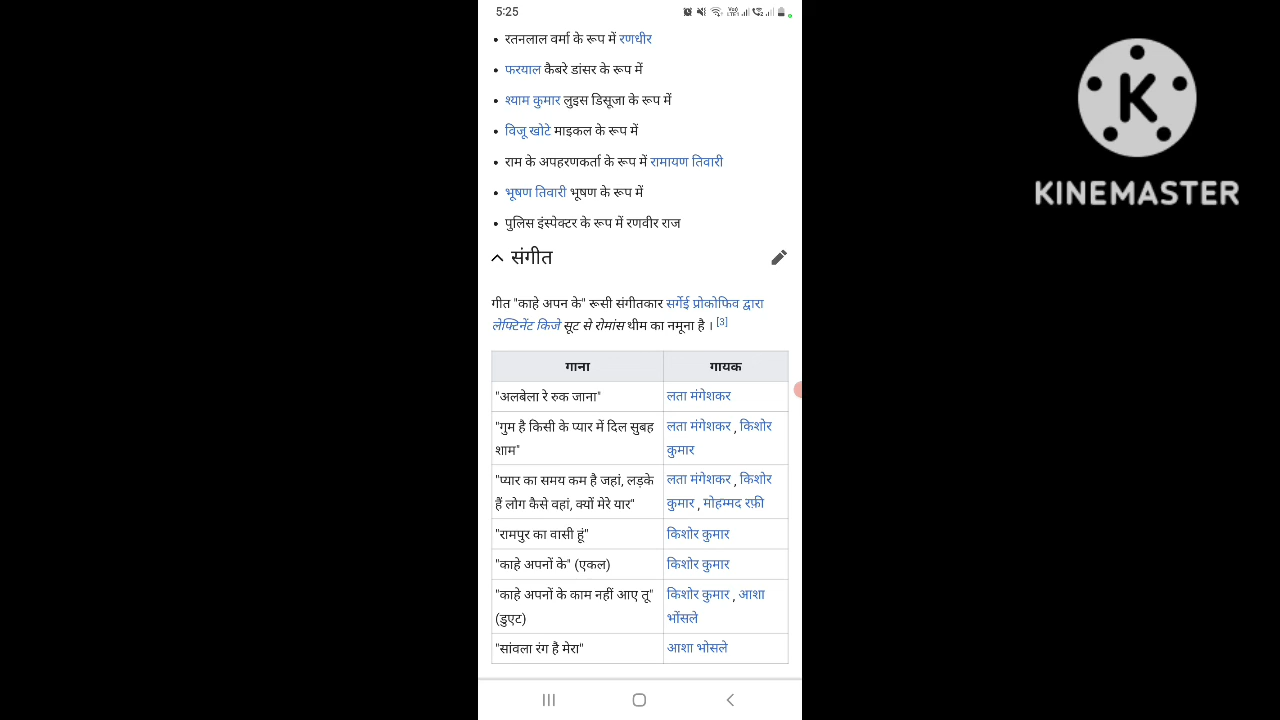 5:25
रतनलाल वर्मा के रूप में रणधीर
फरयाल कैबरे डांसर के रूप में
श्याम कुमार लुइस डिसूजा के रूप में
विजू खोटे माइकल के रूप में
राम के अपहरणकर्ता के रूप में रामायण तिवारी
भूषण तिवारी भूषण के रूप में
पुलिस इंस्पेक्टर के रूप में रणवीर राज
संगीत
गीत "काहे अपन के" रूसी संगीतकार सर्गेई प्रोकोफिव द्वारा
लेफ्टिनेंट किजे सूट से रोमांस थीम का नमूना है । [3]
गाना गायक
"अलबेला रे रुक जाना" लता मंगेशकर
"गुम है किसी के प्यार में दिल सुबह लता मंगेशकर , किशोर
शाम" कुमार
"प्यार का समय कम है जहां, लड़के लता मंगेशकर , किशोर
हैं लोग कैसे वहां, क्यों मेरे यार" कुमार , मोहम्मद रफ़ी
"रामपुर का वासी हूं" किशोर कुमार
"काहे अपनों के" (एकल) किशोर कुमार
"काहे अपनों के काम नहीं आए तू" किशोर कुमार , आशा
(डुएट) भोंसले
"सांवला रंग है मेरा" आशा भोसले
K
KINEMASTER